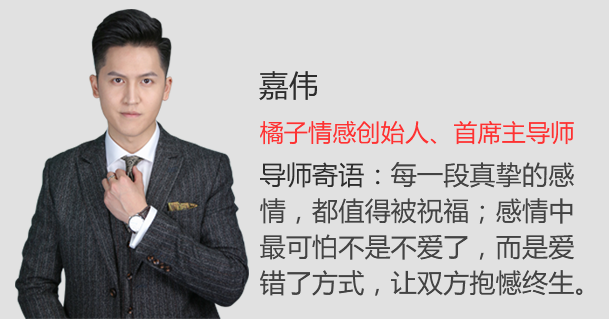 嘉伟
橘子情感创始人、首席主导师
导师寄语：每一段真挚的感
情，都值得被祝福；感情中
最可怕不是不爱了，而是爱
错了方式，让双方抱憾终生。